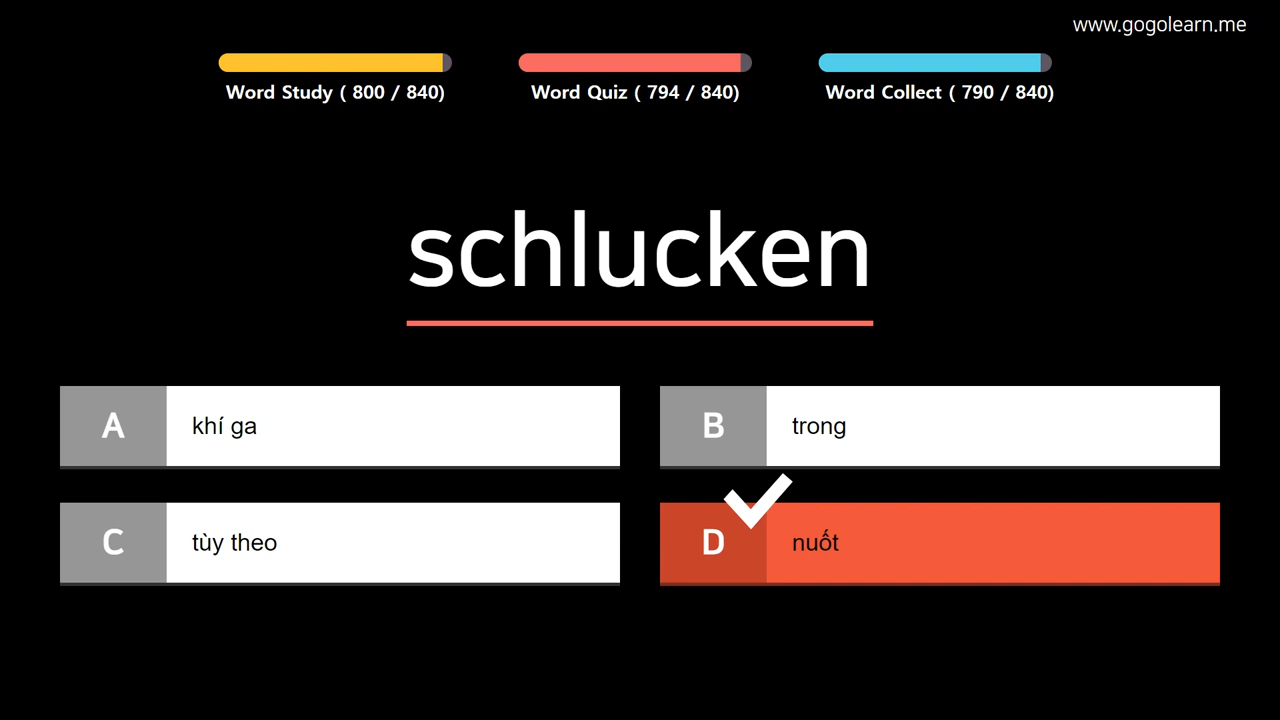 www.gogolearn.me
Word Study ( 800 / 840)
Word Quiz ( 794 / 840)
Word Collect ( 790 / 840)
schlucken
A khí ga
B trong
C tùy theo
D nuốt